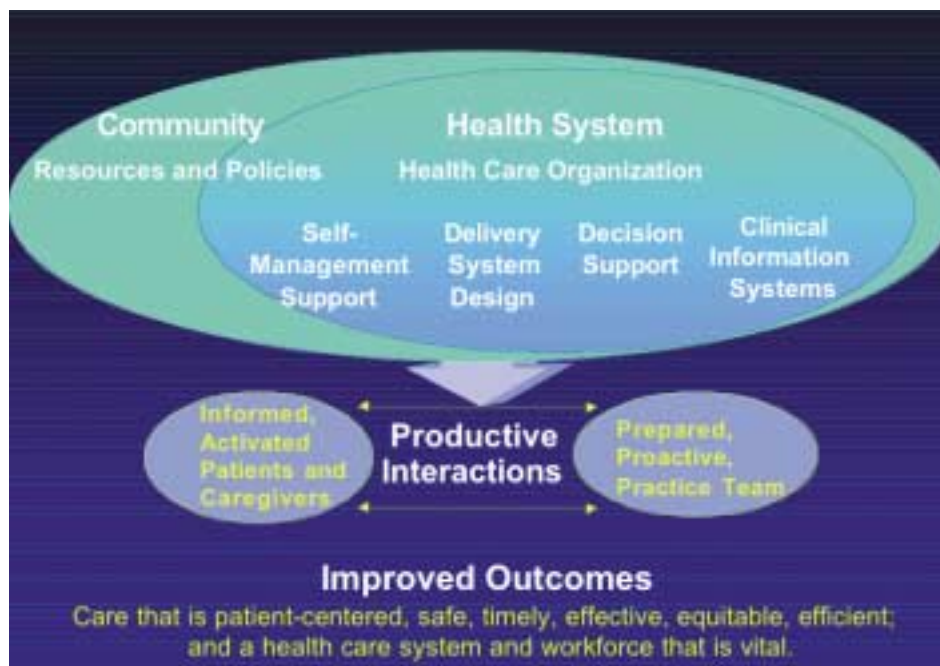 Community
Resources and Policies
Health System
Health Care Organization
Self-
Management
Support
Delivery
System
Design
Decision
Support
Clinical
Information
Systems
Informed,
Activated
Patients and
Caregivers
Productive
Interactions
Prepared,
Proactive,
Practice Team
Improved Outcomes
Care that is patient-centered, safe, timely, effective, equitable, efficient;
and a health care system and workforce that is vital.